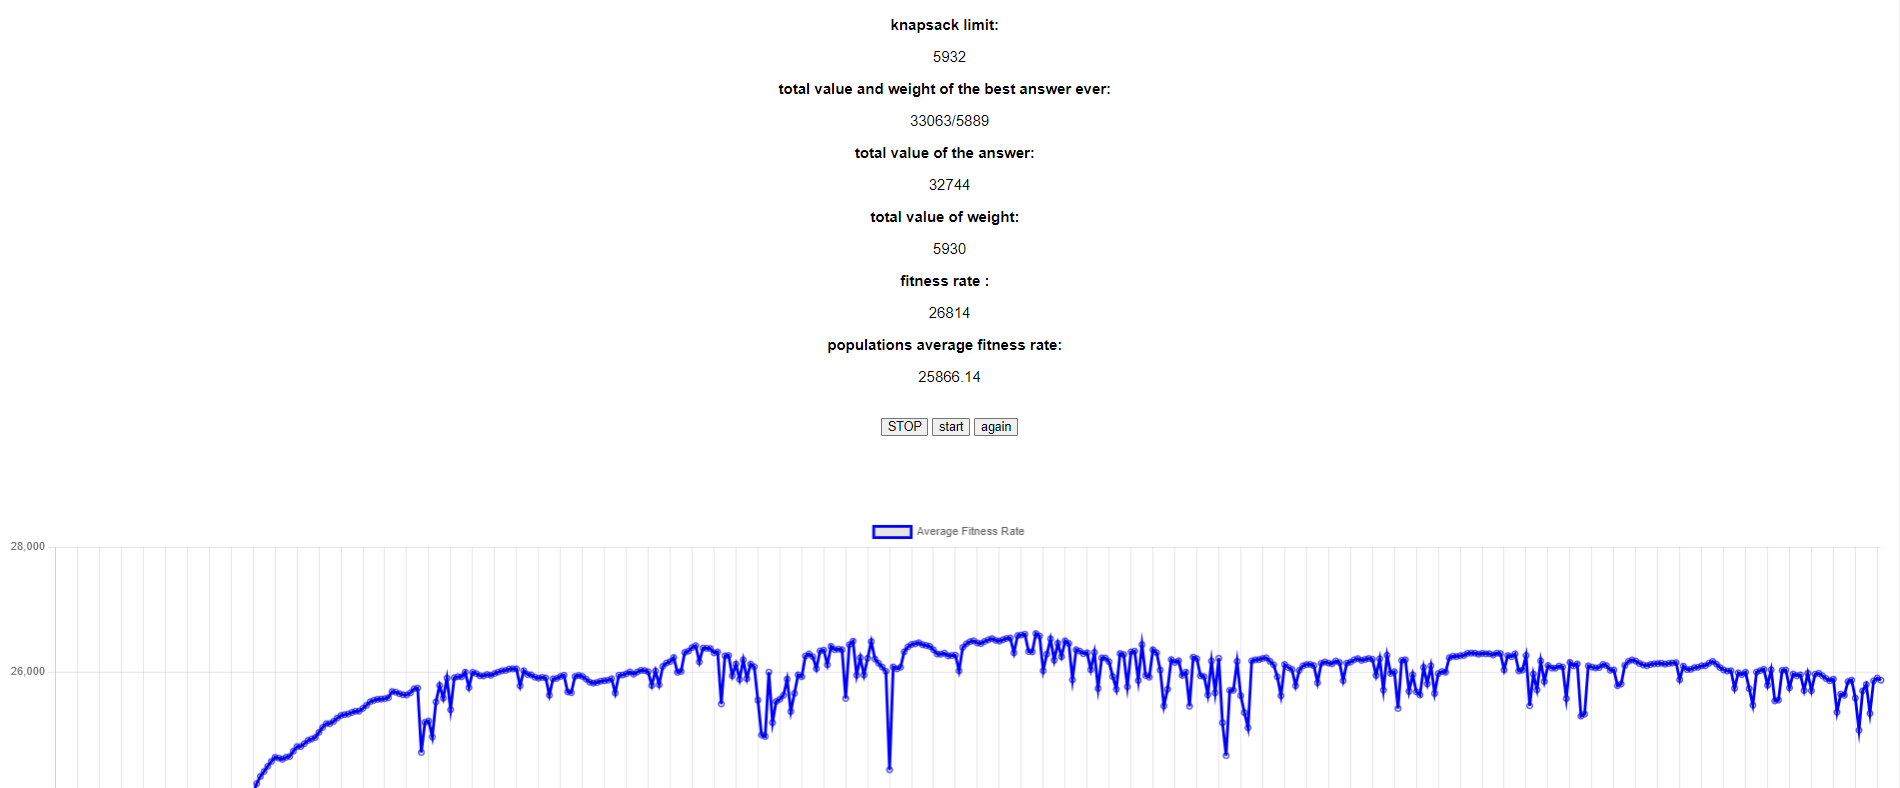 knapsack limit:
5932
total value and weight of the best answer ever:
33063/5889
total value of the answer:
32744
total value of weight:
5930
fitness rate :
26814
populations average fitness rate:
25866.14
STOP start again
Average Fitness Rate
28,000
26,000